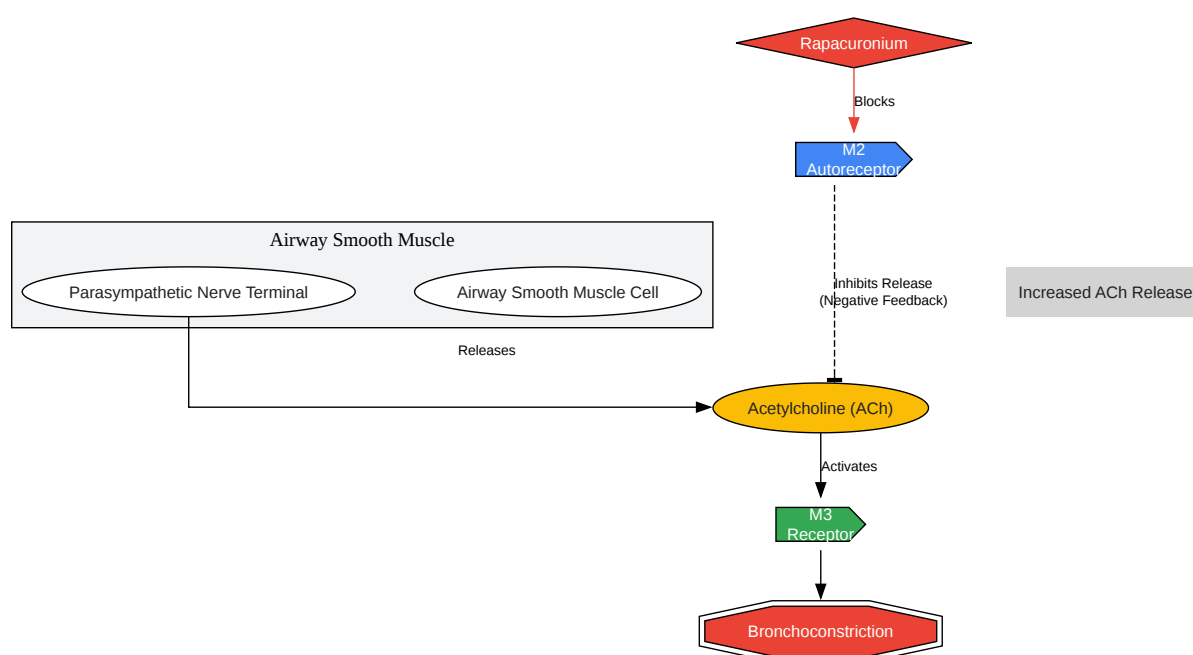 Rapacuronium
Blocks
M2
Autoreceptor
Airway Smooth Muscle
Parasympathetic Nerve Terminal
Airway Smooth Muscle Cell
Inhibits Release
(Negative Feedback)
Increased ACh Release
Releases
Acetylcholine (ACh)
Activates
M3
Receptor
Bronchoconstriction